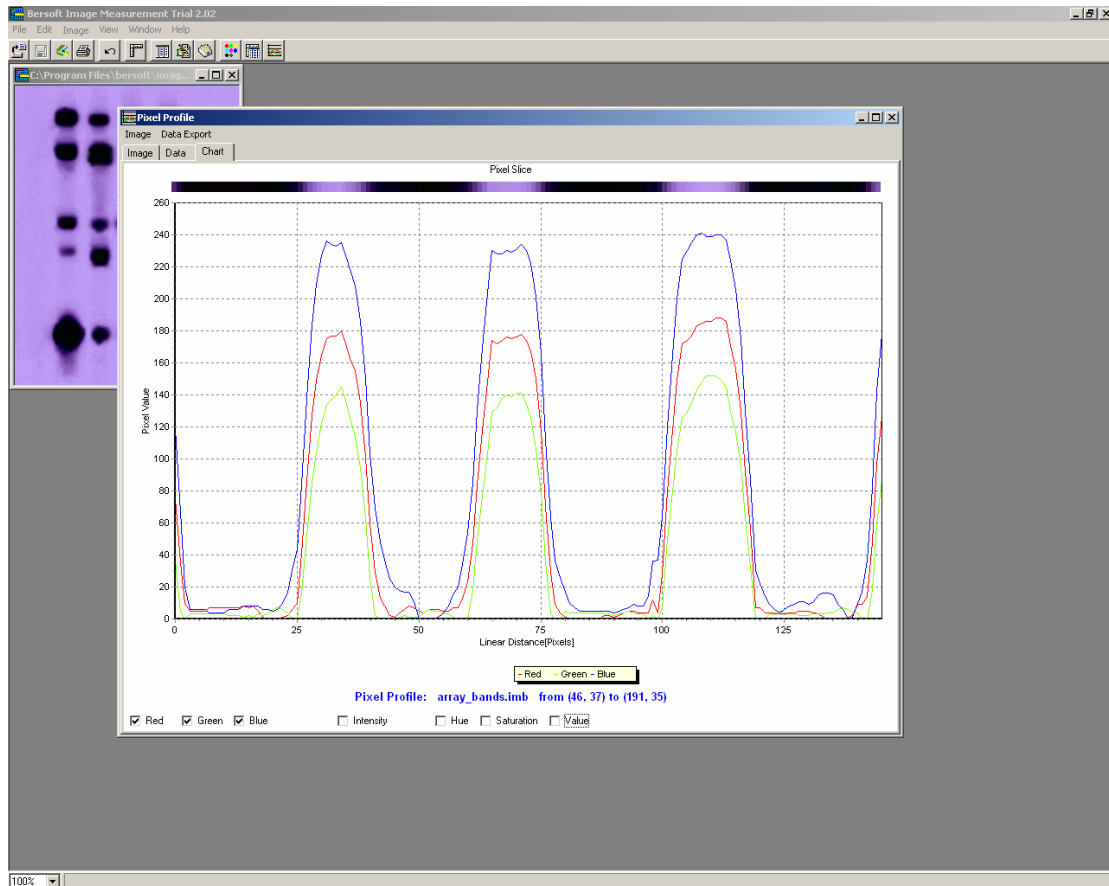 Bersoft Image Measurement Trial 2.02
File Edit Image View Window Help
C:\Program Files\bersoft\imag...
Pixel Profile
Image Data Export
Image Data Chart
Pixel Slice
260
240
220
200
180
160
140
120
100
80
60
40
20
0
Pixel Value
0 25 50 75 100 125
Linear Distance[Pixels]
Red Green Blue
Pixel Profile: array_bands.imb from (46, 37) to (191, 35)
Red Green Blue Intensity Hue Saturation Value
100%